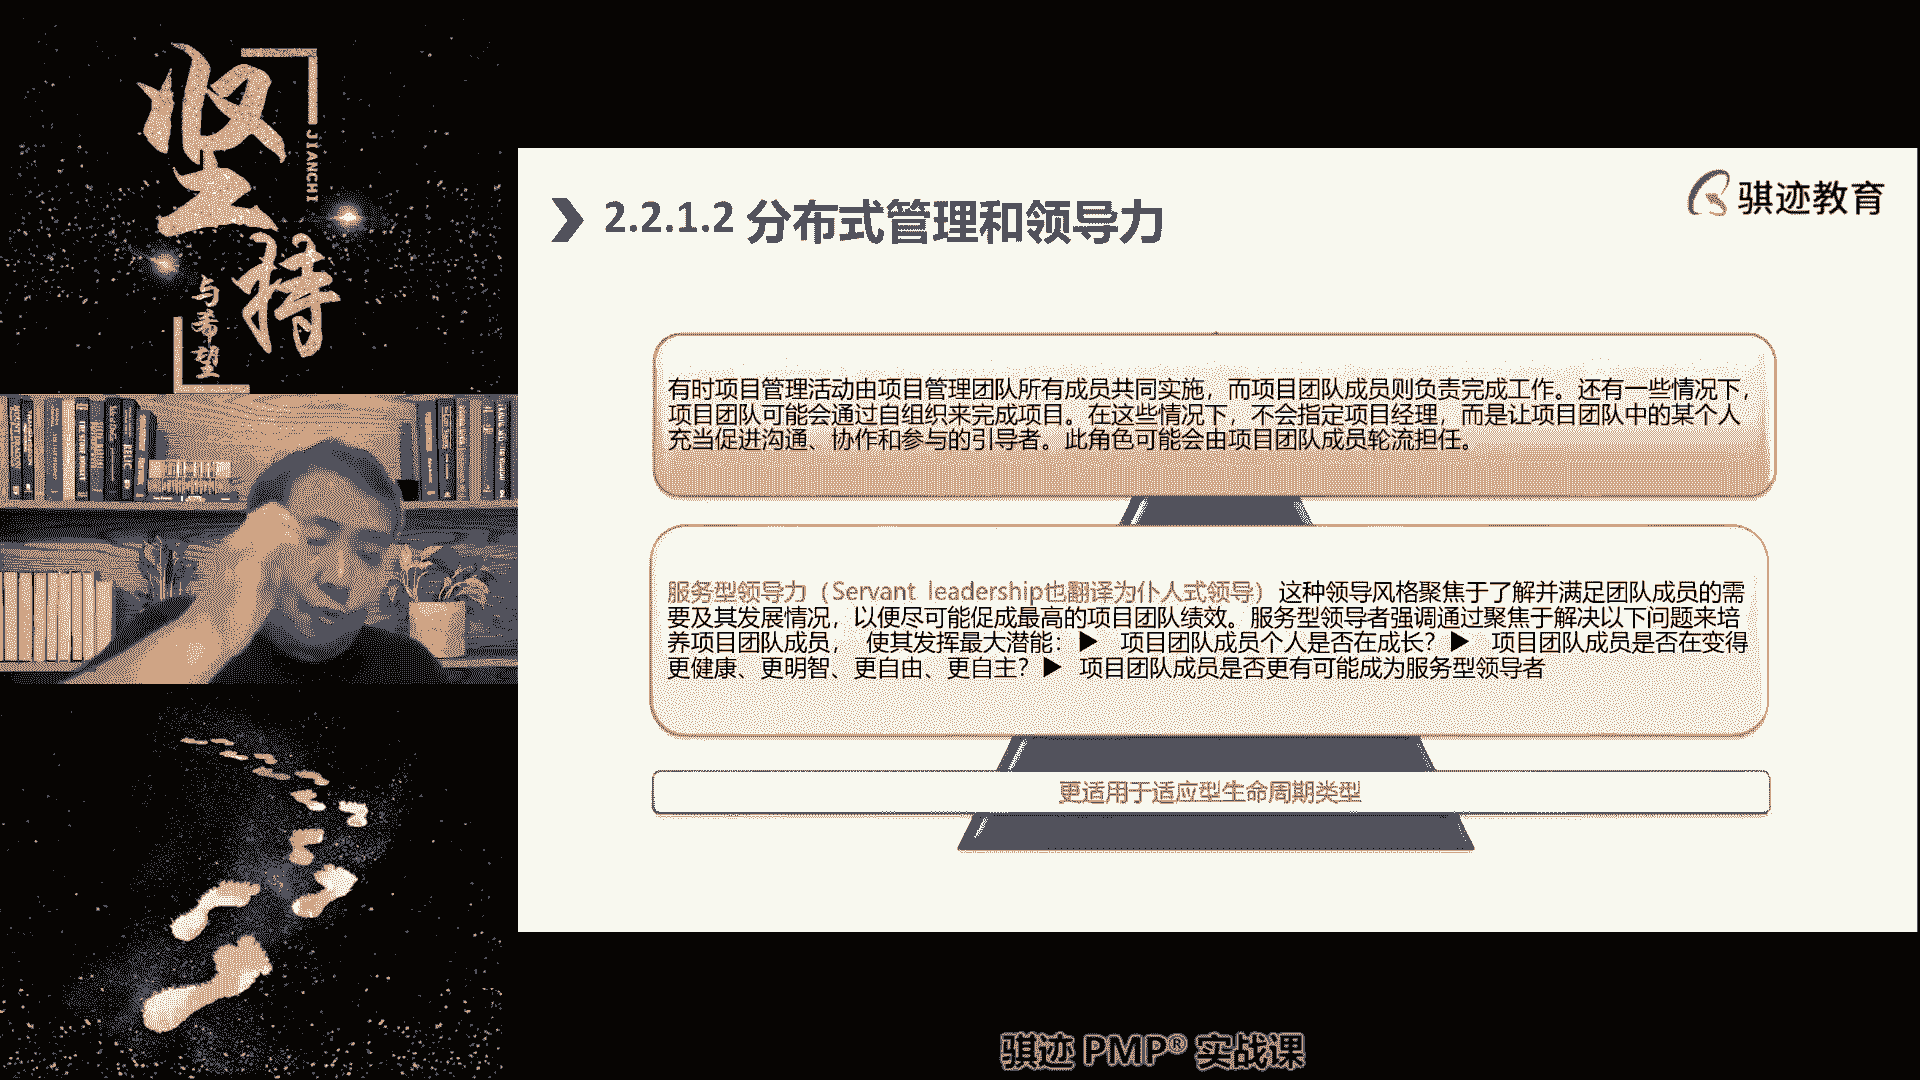 坚持
JIANCHI
与希望
骐迹教育
2.2.1.2 分布式管理和领导力
有时项目管理活动由项目管理团队所有成员共同实施，而项目团队成员则负责完成工作。还有一些情况下，
项目团队可能会通过自组织来完成项目。在这些情况下，不会指定项目经理，而是让项目团队中的某个人
充当促进沟通、协作和参与的引导者。此角色可能会由项目团队成员轮流担任。
服务型领导力（Servant leadership也翻译为仆人式领导）这种领导风格聚焦于了解并满足团队成员的需
要及其发展情况，以便尽可能促成最高的项目团队绩效。服务型领导者强调通过聚焦于解决以下问题来培
养项目团队成员， 使其发挥最大潜能：▶ 项目团队成员个人是否在成长？▶ 项目团队成员是否在变得
更健康、更明智、更自由、更自主？▶ 项目团队成员是否更有可能成为服务型领导者
更适用于适应型生命周期类型
骐迹 PMP® 实战课